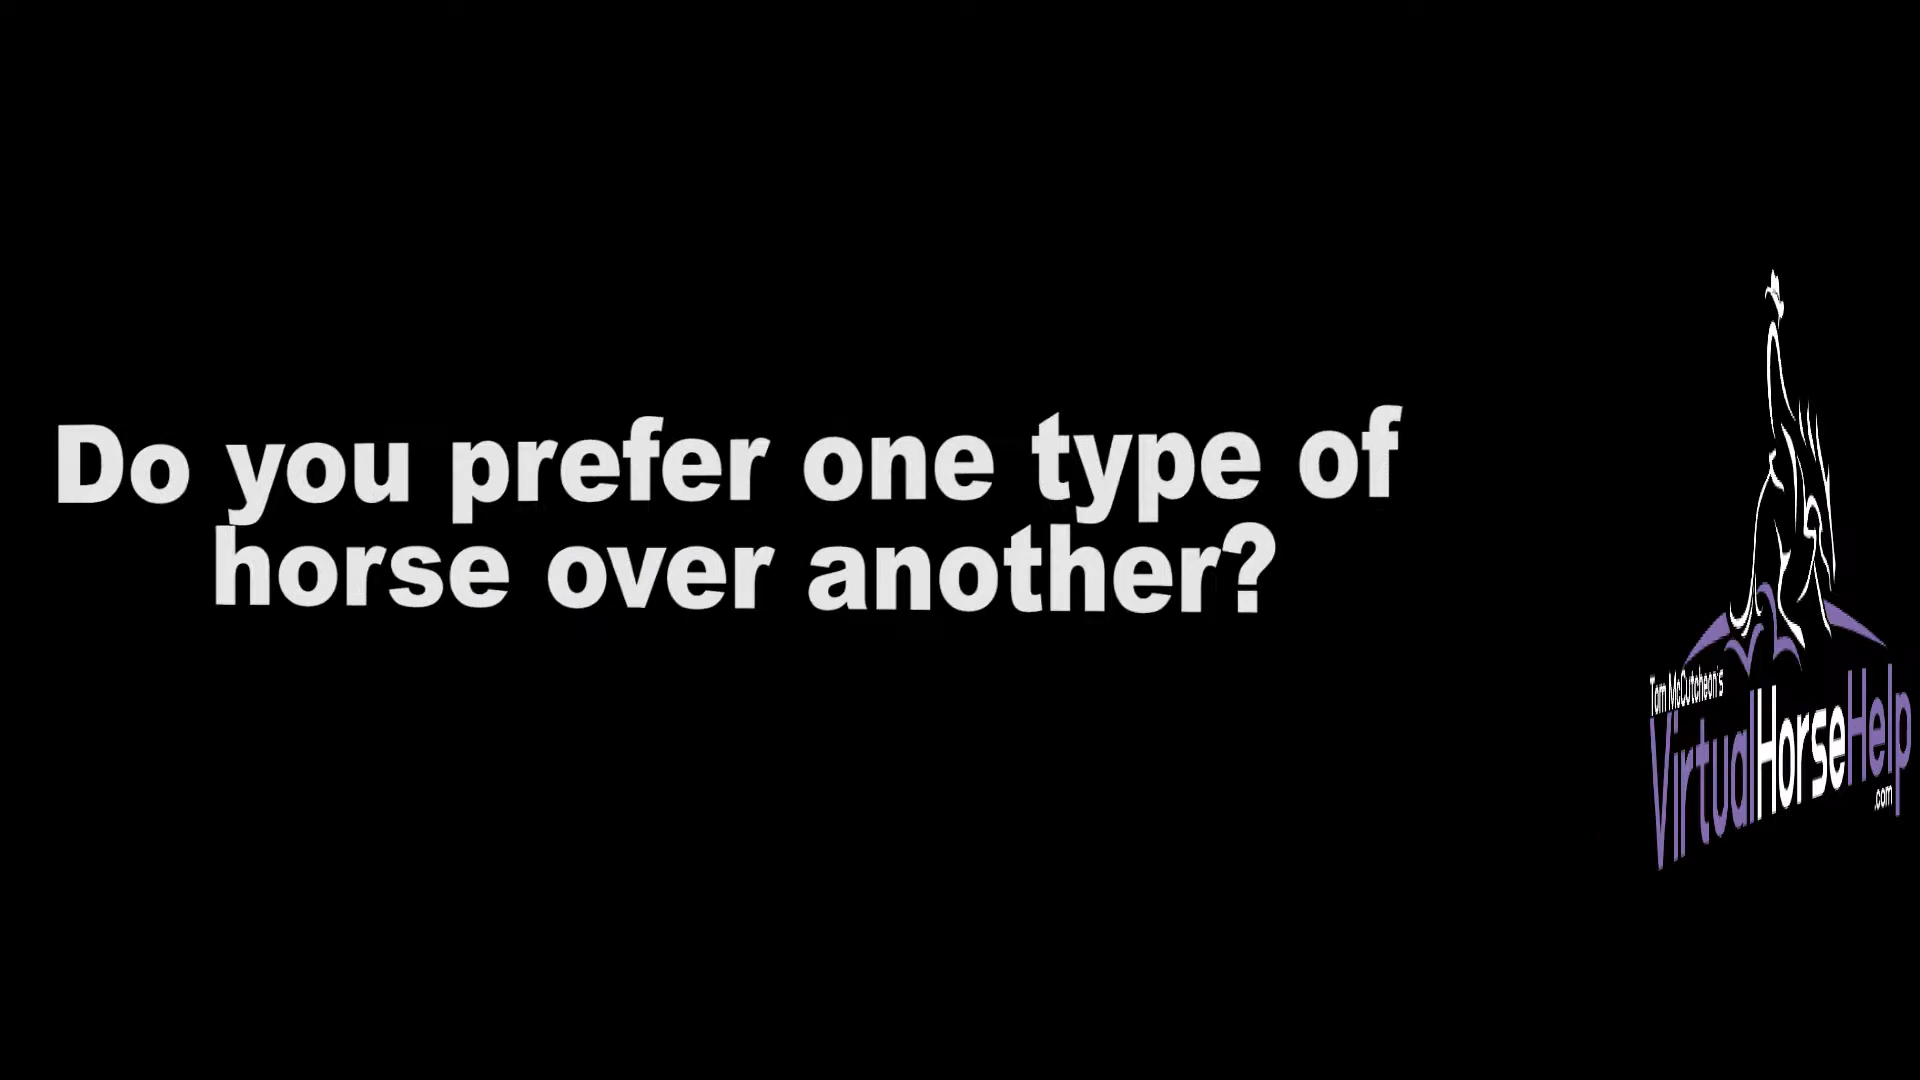 Do you prefer one type of
horse over another?
Tom McCutcheon's
VirtualHorseHelp
.com